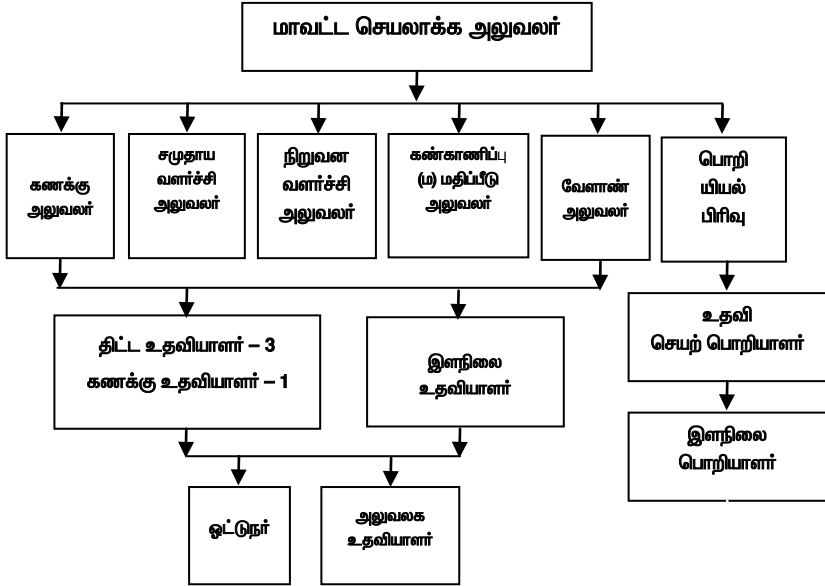 மாவட்ட செயலாக்க அலுவலர்
கணக்கு
அலுவலர்
சமுதாய
வளர்ச்சி
அலுவலர்
நிறுவன
வளர்ச்சி
அலுவலர்
கண்காணிப்பு
(ம) மதிப்பீடு
அலுவலர்
வேளாண்
அலுவலர்
பொறி
யியல்
பிரிவு
திட்ட உதவியாளர் – 3
கணக்கு உதவியாளர் – 1
இளநிலை
உதவியாளர்
உதவி
செயற் பொறியாளர்
இளநிலை
பொறியாளர்
ஓட்டுநர்
அலுவலக
உதவியாளர்